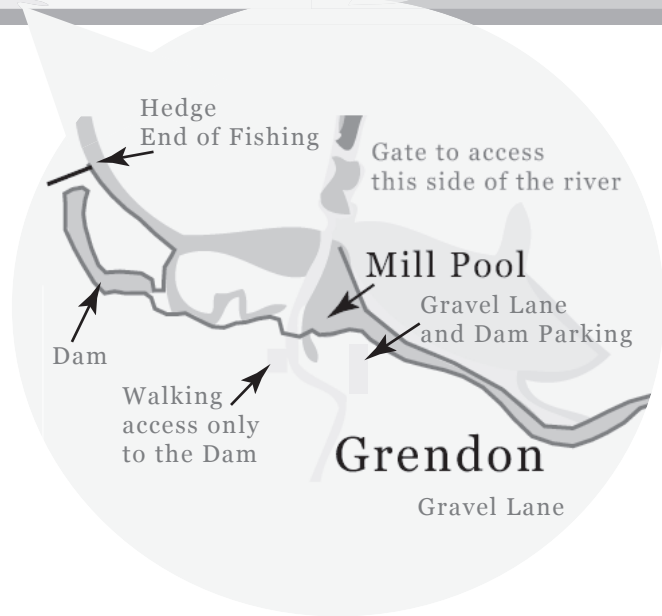 Hedge
End of Fishing
Gate to access
this side of the river
Mill Pool
Gravel Lane
and Dam Parking
Dam
Walking
access only
to the Dam
Grendon
Gravel Lane